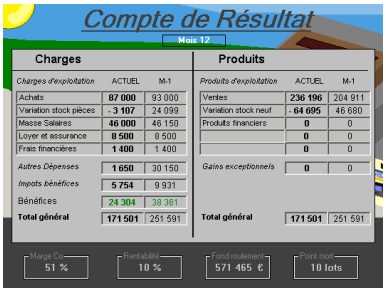 Compte de Résultat
Mois 12
Charges
Charges d'exploitation ACTUEL M-1
Achats 87 000 93 000
Variation stock pièces - 3 107 24 099
Masse Salaires 46 000 46 150
Loyer et assurance 8 500 8 500
Frais financières 1 400 1 400
Autres Dépenses 1 650 30 150
Impots bénéfices 5 754 9 931
Bénéfices 24 304 38 361
Total général 171 501 251 591
Produits
Produits d'exploitation ACTUEL M-1
Ventes 236 196 204 911
Variation stock neuf - 64 695 46 680
Produits financiers 0 0
0 0
0 0
Gains exceptionnels 0 0
Total général 171 501 251 591
Marge Co
51 %
Rentabilité
10 %
Fond roulement
571 465 €
Point mort
10 lots